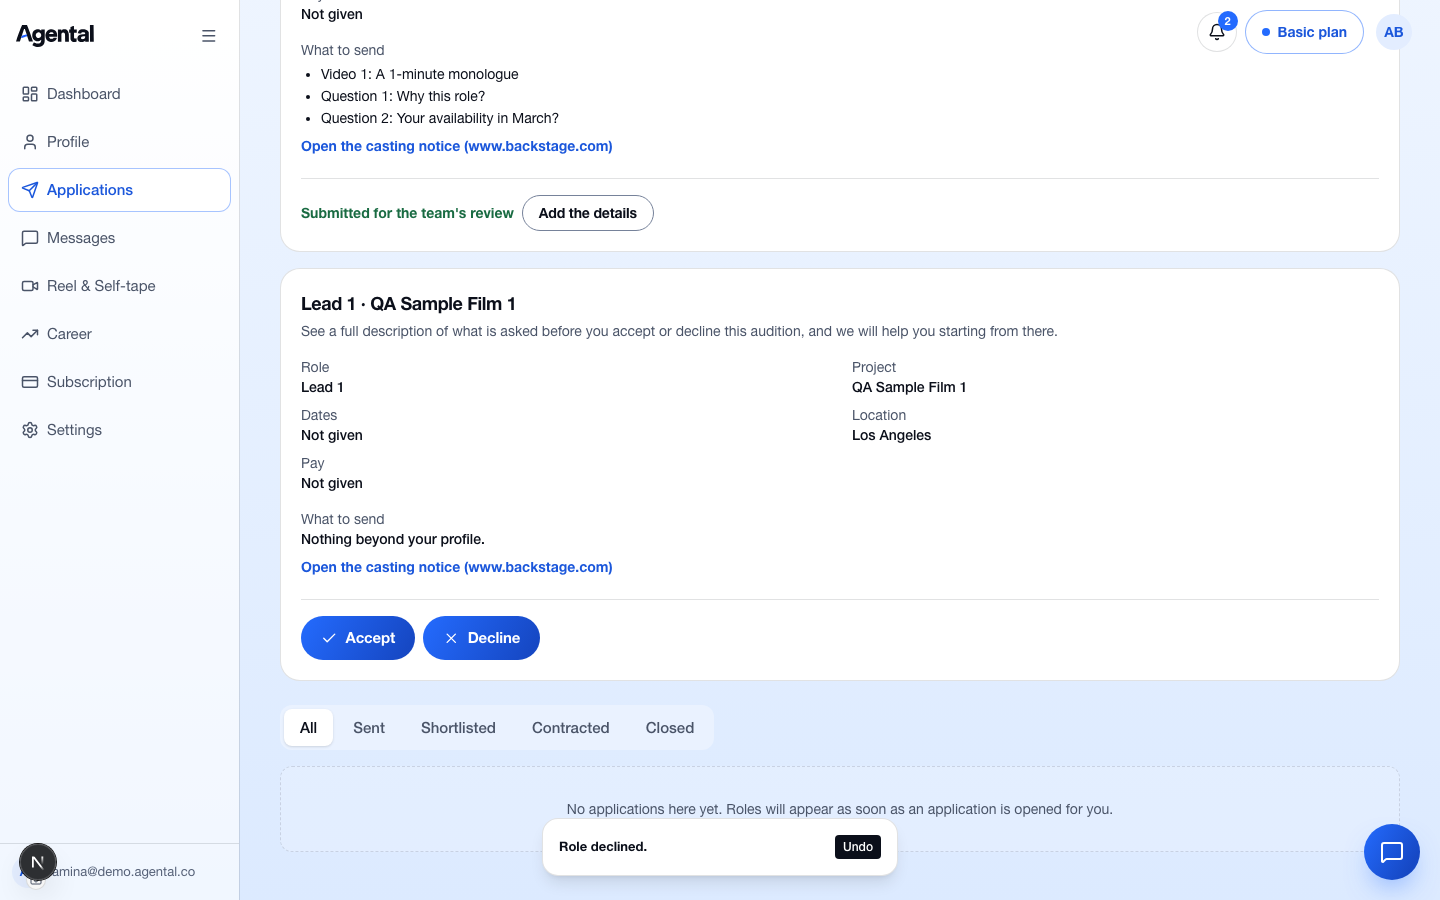 Agental
Dashboard
Profile
Applications
Messages
Reel & Self-tape
Career
Subscription
Settings
amina@demo.agental.co
2
Basic plan
AB
Not given
What to send
• Video 1: A 1-minute monologue
• Question 1: Why this role?
• Question 2: Your availability in March?
Open the casting notice (www.backstage.com)
Submitted for the team's review
Add the details
Lead 1 · QA Sample Film 1
See a full description of what is asked before you accept or decline this audition, and we will help you starting from there.
Role
Lead 1
Project
QA Sample Film 1
Dates
Not given
Location
Los Angeles
Pay
Not given
What to send
Nothing beyond your profile.
Open the casting notice (www.backstage.com)
Accept
Decline
All
Sent
Shortlisted
Contracted
Closed
No applications here yet. Roles will appear as soon as an application is opened for you.
Role declined.
Undo
N